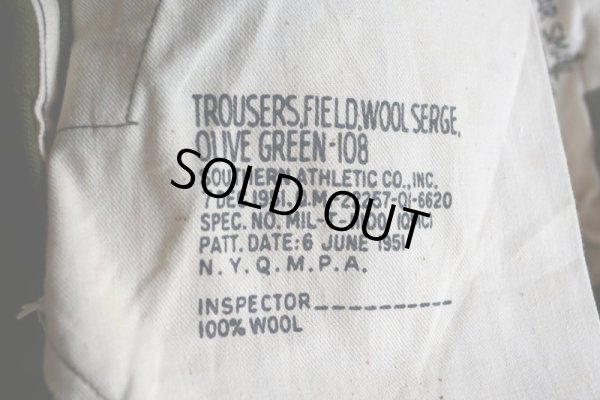 TROUSERS, FIELD, WOOL SERGE,
OLIVE GREEN-108
SOUTHERN ATHLETIC CO., INC.
SOLD OUT
SPEC. NO. MIL-
PATT. DATE: 6 JUNE 1951
N. Y. Q. M. P. A.
INSPECTOR
100% WOOL